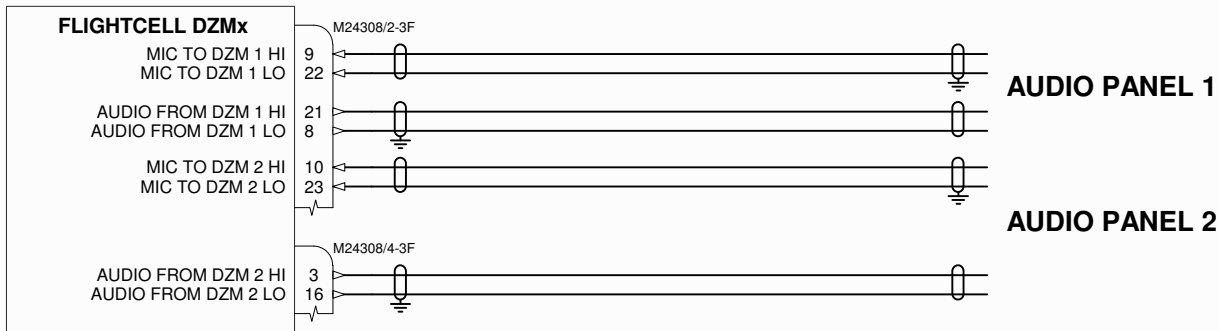 FLIGHTCELL DZMx
M24308/2-3F
MIC TO DZM 1 HI 9
MIC TO DZM 1 LO 22
AUDIO PANEL 1
AUDIO FROM DZM 1 HI 21
AUDIO FROM DZM 1 LO 8
MIC TO DZM 2 HI 10
MIC TO DZM 2 LO 23
AUDIO PANEL 2
M24308/4-3F
AUDIO FROM DZM 2 HI 3
AUDIO FROM DZM 2 LO 16